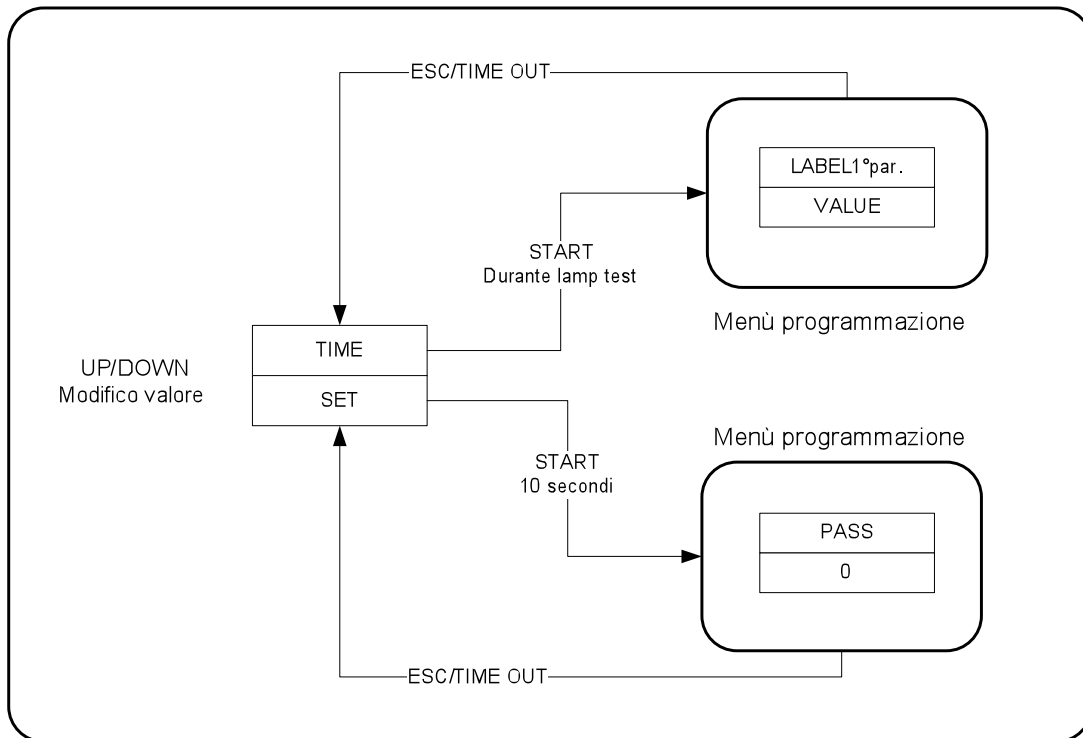 ESC/TIME OUT
LABEL1°par.
VALUE
START
Durante lamp test
Menù programmazione
UP/DOWN
Modifico valore
TIME
SET
Menù programmazione
START
10 secondi
PASS
0
ESC/TIME OUT